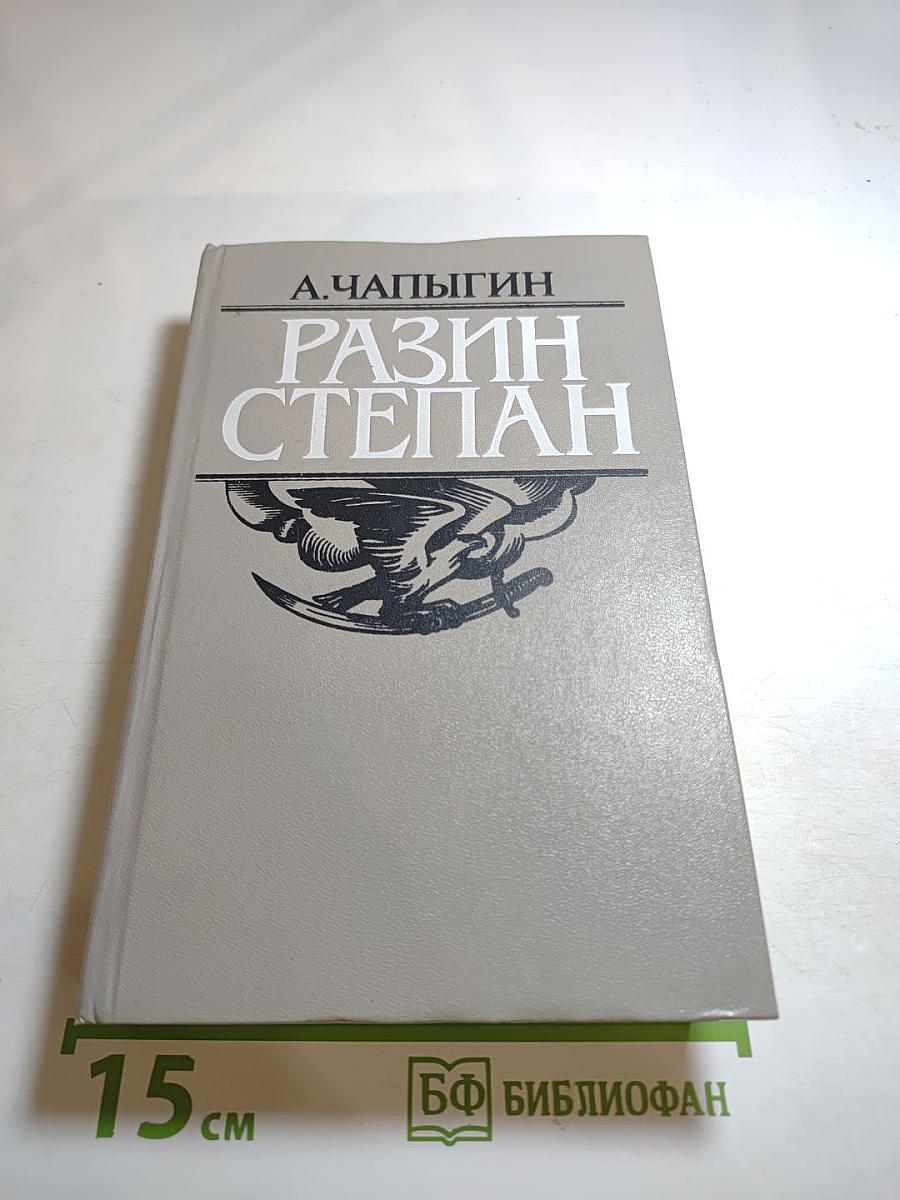 А.ЧАПЫГИН
РАЗИН
СТЕПАН
15 см
БФ БИБЛИОФАН